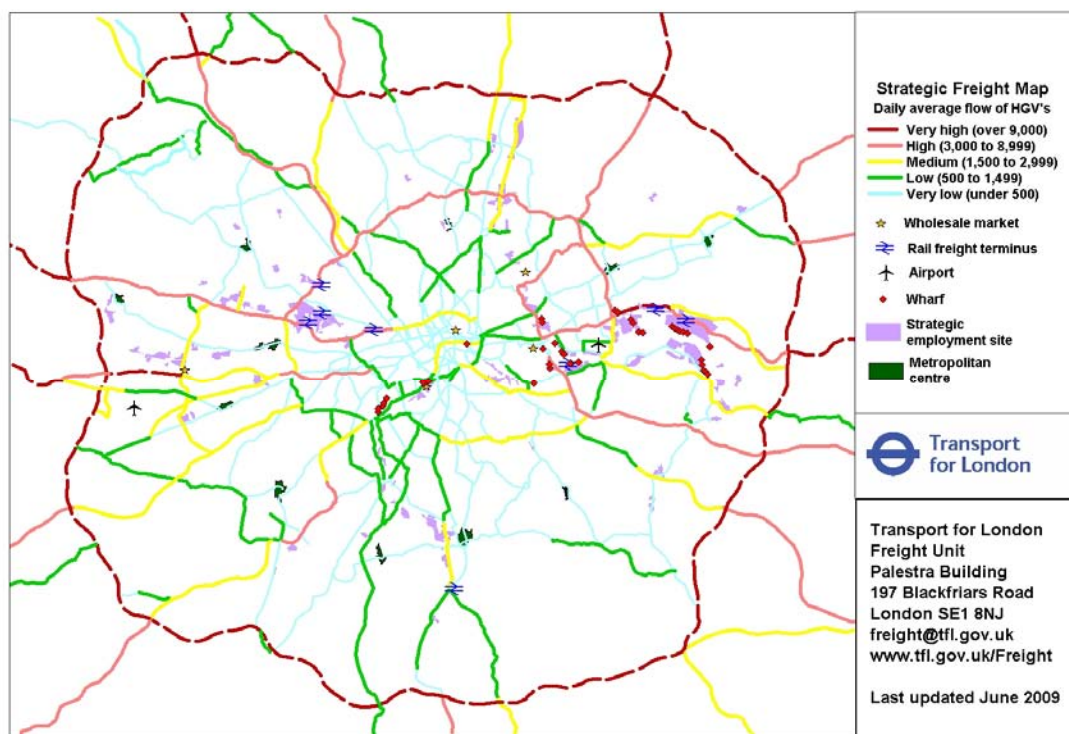 Strategic Freight Map
Daily average flow of HGV's
Very high (over 9,000)
High (3,000 to 8,999)
Medium (1,500 to 2,999)
Low (500 to 1,499)
Very low (under 500)
Wholesale market
Rail freight terminus
Airport
Wharf
Strategic
employment site
Metropolitan
centre
Transport
for London
Transport for London
Freight Unit
Palestra Building
197 Blackfriars Road
London SE1 8NJ
freight@tfl.gov.uk
www.tfl.gov.uk/Freight
Last updated June 2009